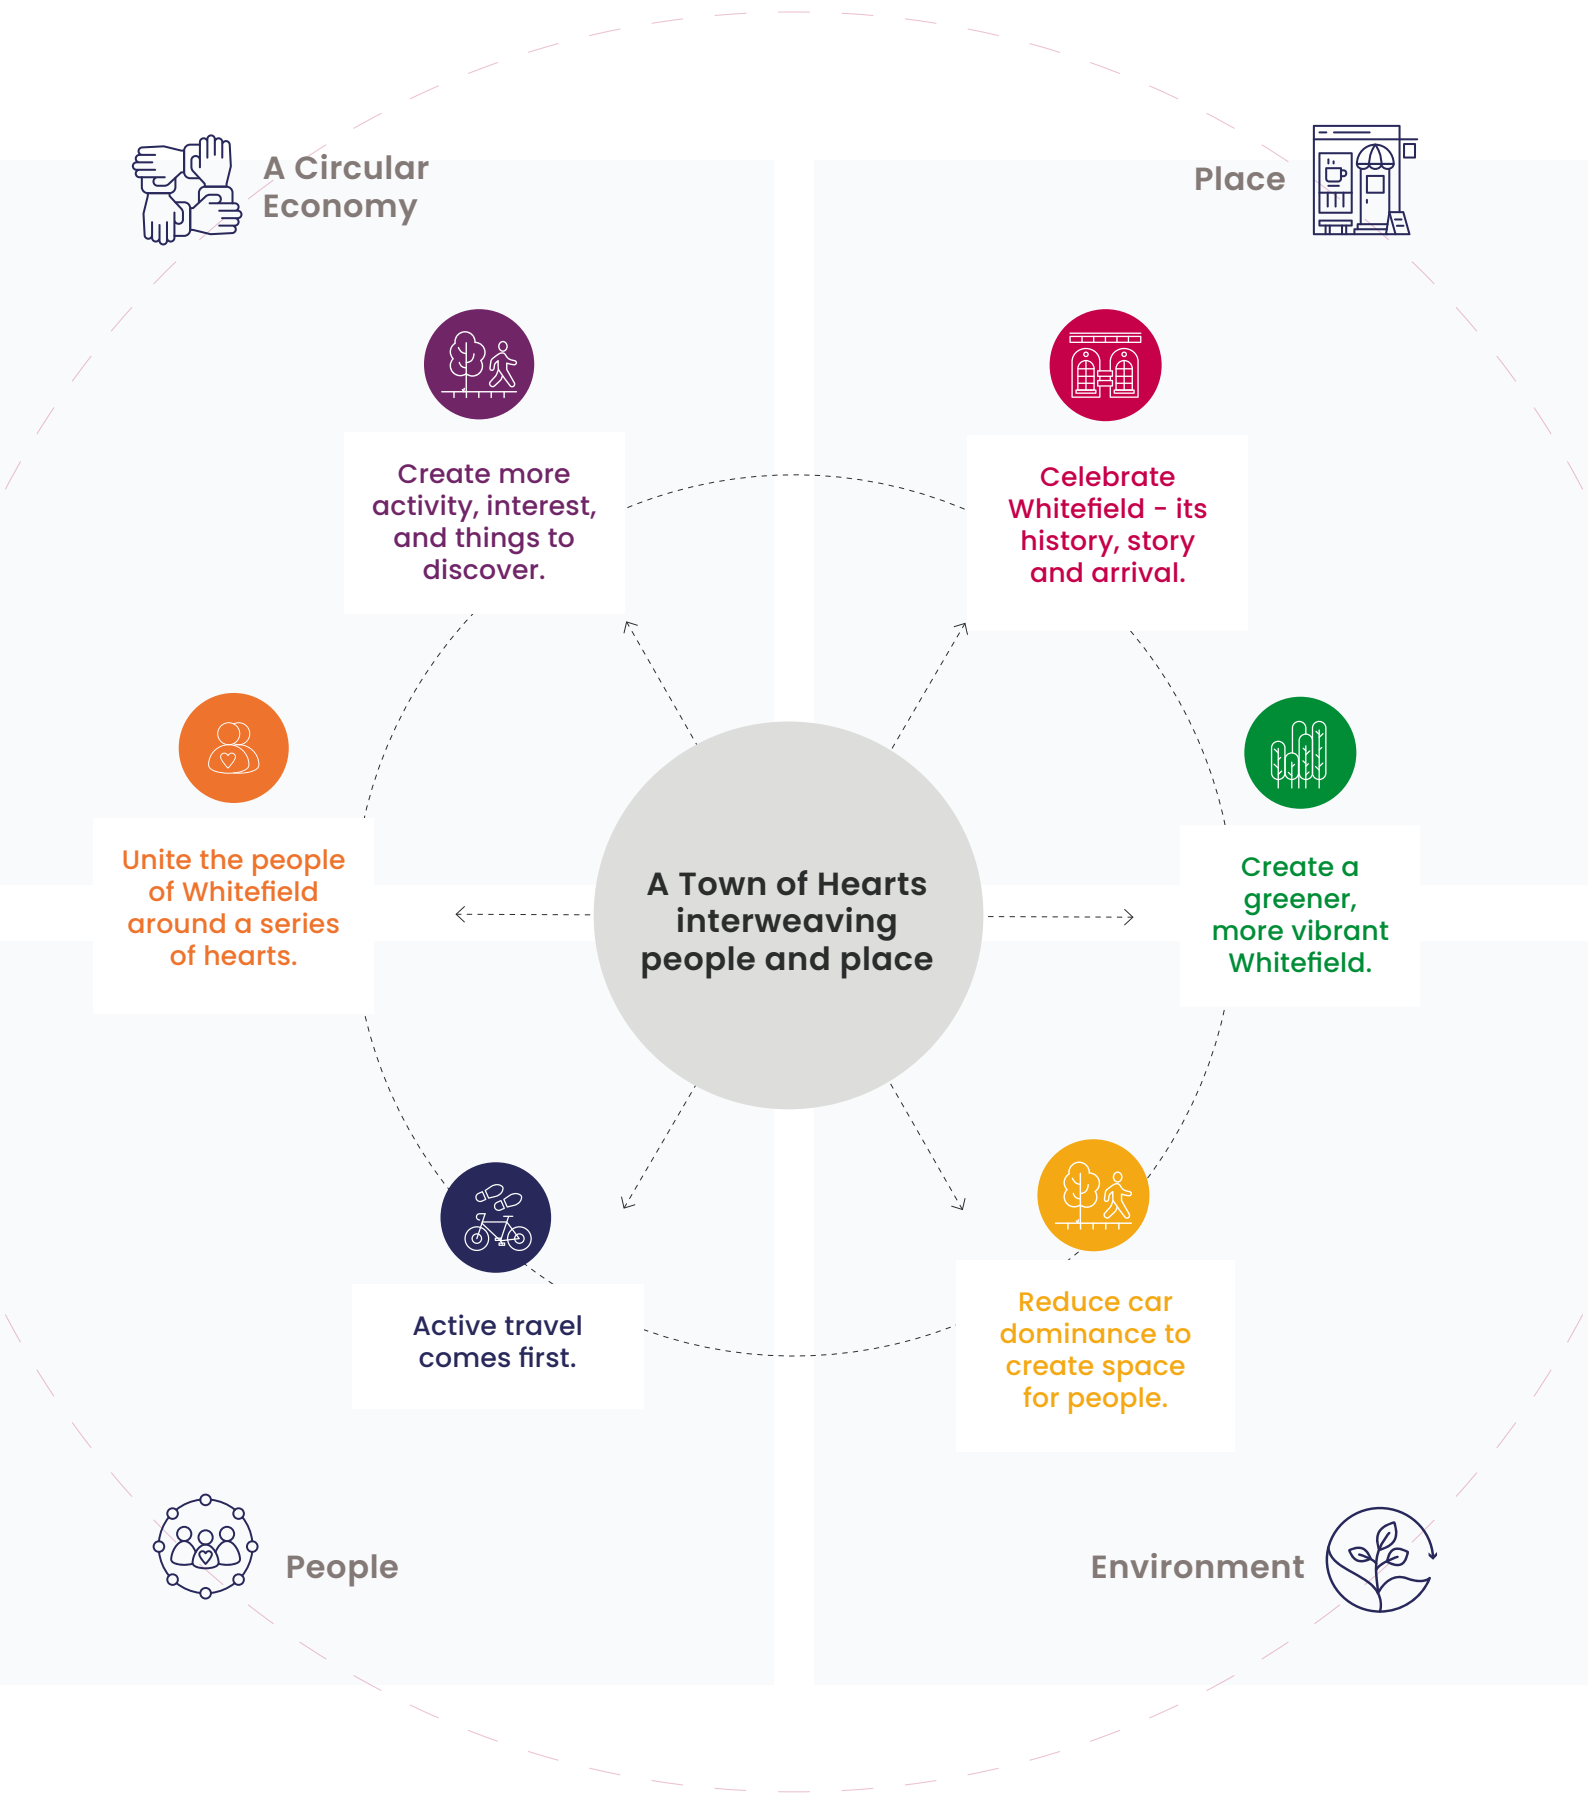 A Circular
Economy
Place
Create more
activity, interest,
and things to
discover.
Celebrate
Whitefield - its
history, story
and arrival.
Unite the people
of Whitefield
around a series
of hearts.
A Town of Hearts
interweaving
people and place
Create a
greener,
more vibrant
Whitefield.
Active travel
comes first.
Reduce car
dominance to
create space
for people.
People
Environment